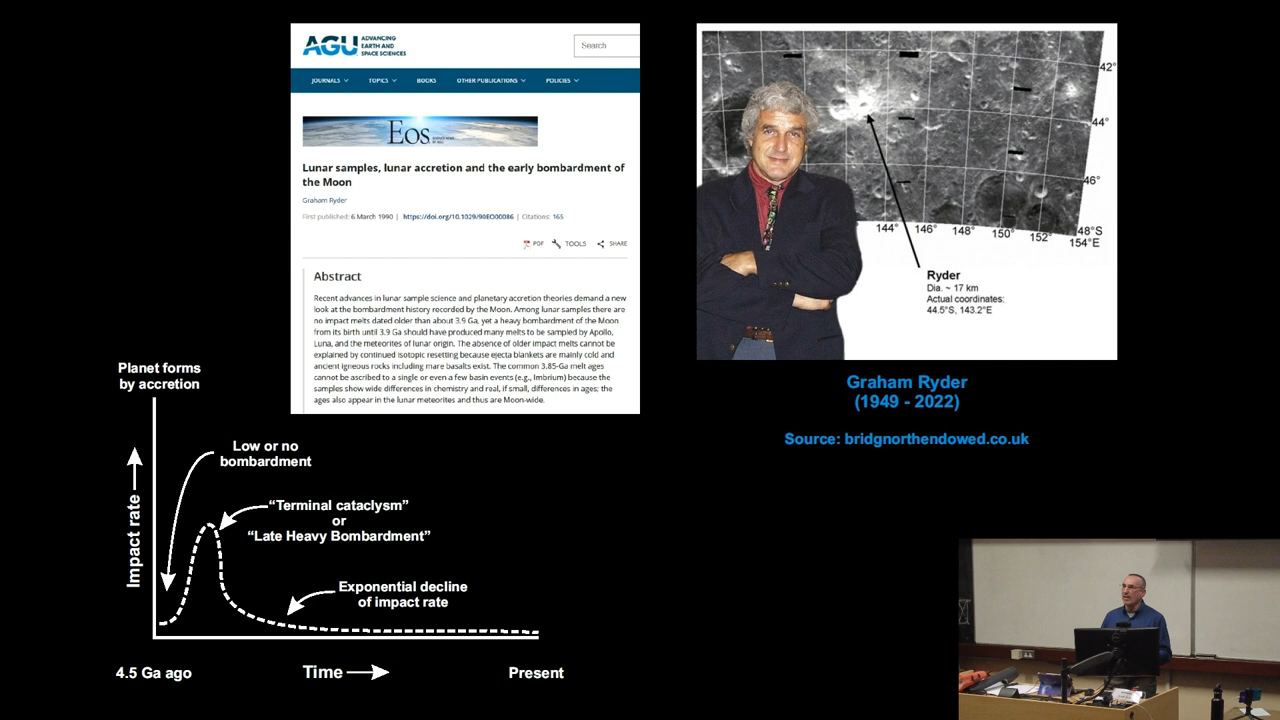 AGU ADVANCING
EARTH AND
SPACE SCIENCES
Search
JOURNALS TOPICS BOOKS OTHER PUBLICATIONS POLICIES
Eos
Lunar samples, lunar accretion and the early bombardment of
the Moon
Graham Ryder
First published: 6 March 1990 | https://doi.org/10.1029/90EO00086 | Citations: 165
PDF TOOLS SHARE
Abstract
Recent advances in lunar sample science and planetary accretion theories demand a new
look at the bombardment history recorded by the Moon. Among lunar samples there are
no impact melts dated older than about 3.9 Ga, yet a heavy bombardment of the Moon
from its birth until 3.9 Ga should have produced many melts to be sampled by Apollo,
Luna, and the meteorites of lunar origin. The absence of older impact melts cannot be
explained by continued isotopic resetting because ejecta blankets are mainly cold and
ancient igneous rocks including mare basalts exist. The common 3.85-Ga melt ages
cannot be ascribed to a single or even a few basin events (e.g., Imbrium) because the
samples show wide differences in chemistry and real, if small, differences in ages; the
ages also appear in the lunar meteorites and thus are Moon-wide.
42°
44°
46°
48°S
144° 146° 148° 150° 152° 154°E
Ryder
Dia. ~ 17 km
Actual coordinates:
44.5°S, 143.2°E
Graham Ryder
(1949 - 2022)
Source: bridgnorthendowed.co.uk
Planet forms
by accretion
Low or no
bombardment
"Terminal cataclysm"
or
"Late Heavy Bombardment"
Impact rate
Exponential decline
of impact rate
4.5 Ga ago Time Present